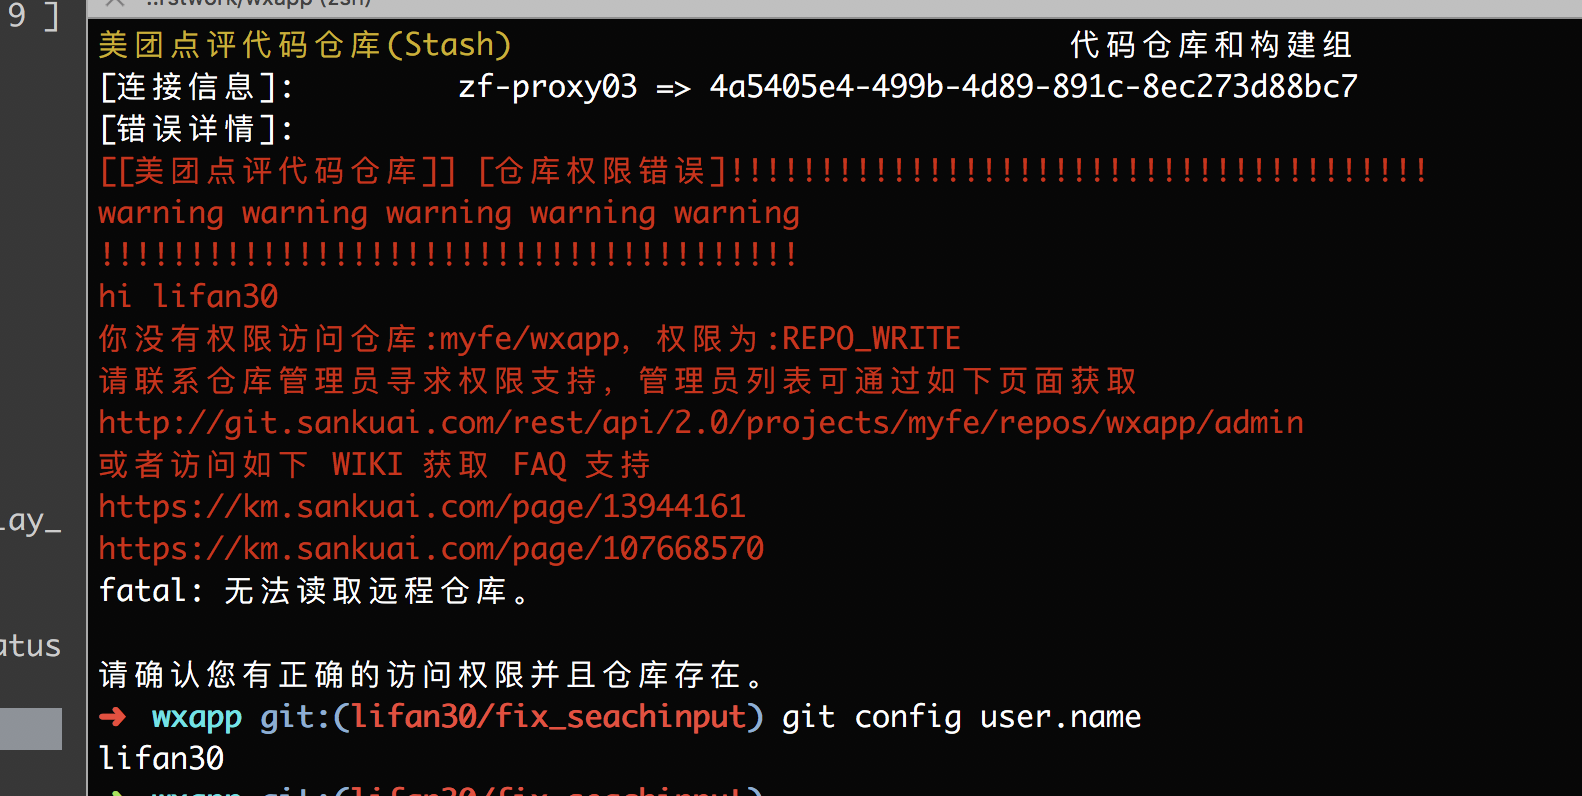 9 ]
..rstwork/wxapp (zsh)
美团点评代码仓库(Stash) 代码仓库和构建组
[连接信息]: zf-proxy03 => 4a5405e4-499b-4d89-891c-8ec273d88bc7
[错误详情]:
[[美团点评代码仓库]] [仓库权限错误]!!!!!!!!!!!!!!!!!!!!!!!!!!!!!!!!!!!!!!!
warning warning warning warning warning
!!!!!!!!!!!!!!!!!!!!!!!!!!!!!!!!!!!!!!!
hi lifan30
你没有权限访问仓库:myfe/wxapp, 权限为:REPO_WRITE
请联系仓库管理员寻求权限支持, 管理员列表可通过如下页面获取
http://git.sankuai.com/rest/api/2.0/projects/myfe/repos/wxapp/admin
或者访问如下 WIKI 获取 FAQ 支持
https://km.sankuai.com/page/13944161
lay_
https://km.sankuai.com/page/107668570
fatal: 无法读取远程仓库。
atus
请确认您有正确的访问权限并且仓库存在。
➜ wxapp git:(lifan30/fix_seachinput) git config user.name
lifan30
➜ wxapp git:(lifan30/fix_seachinput)